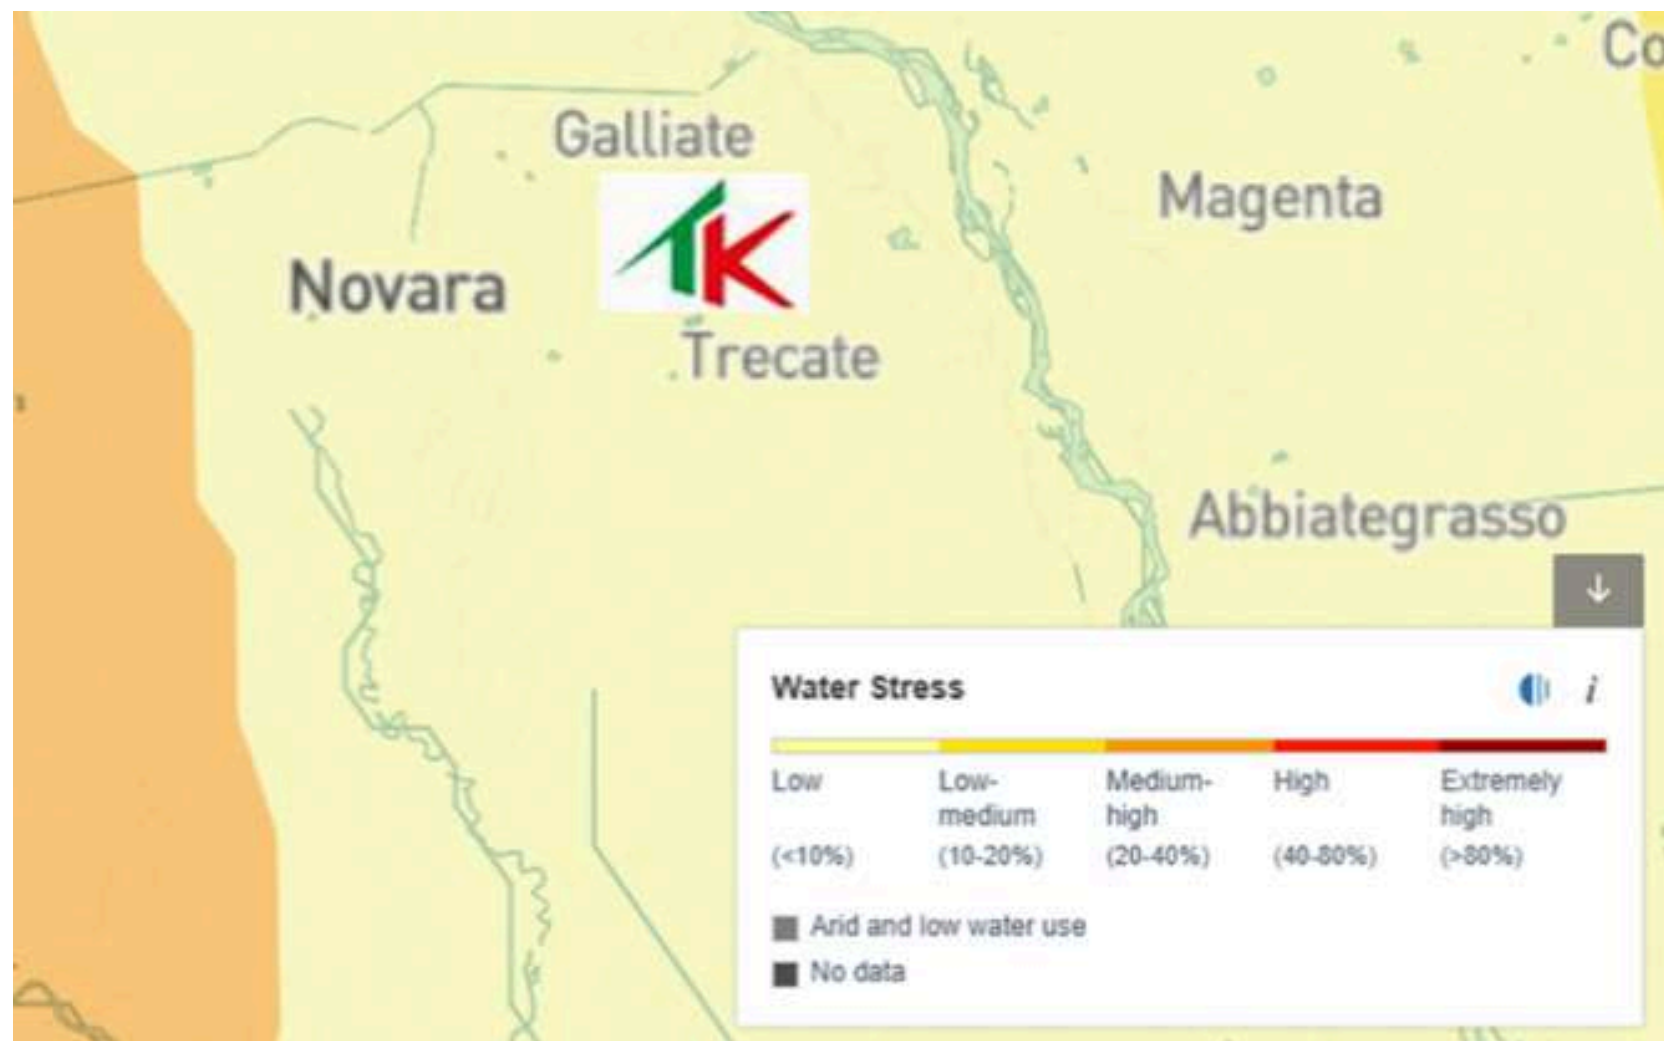 Co
Galliate
Magenta
TK
Novara
Trecate
Abbiategrasso
Water Stress
i
Low
Low-
medium
Medium-
high
High
Extremely
high
(<10%)
(10-20%)
(20-40%)
(40-80%)
(>80%)
Arid and low water use
No data